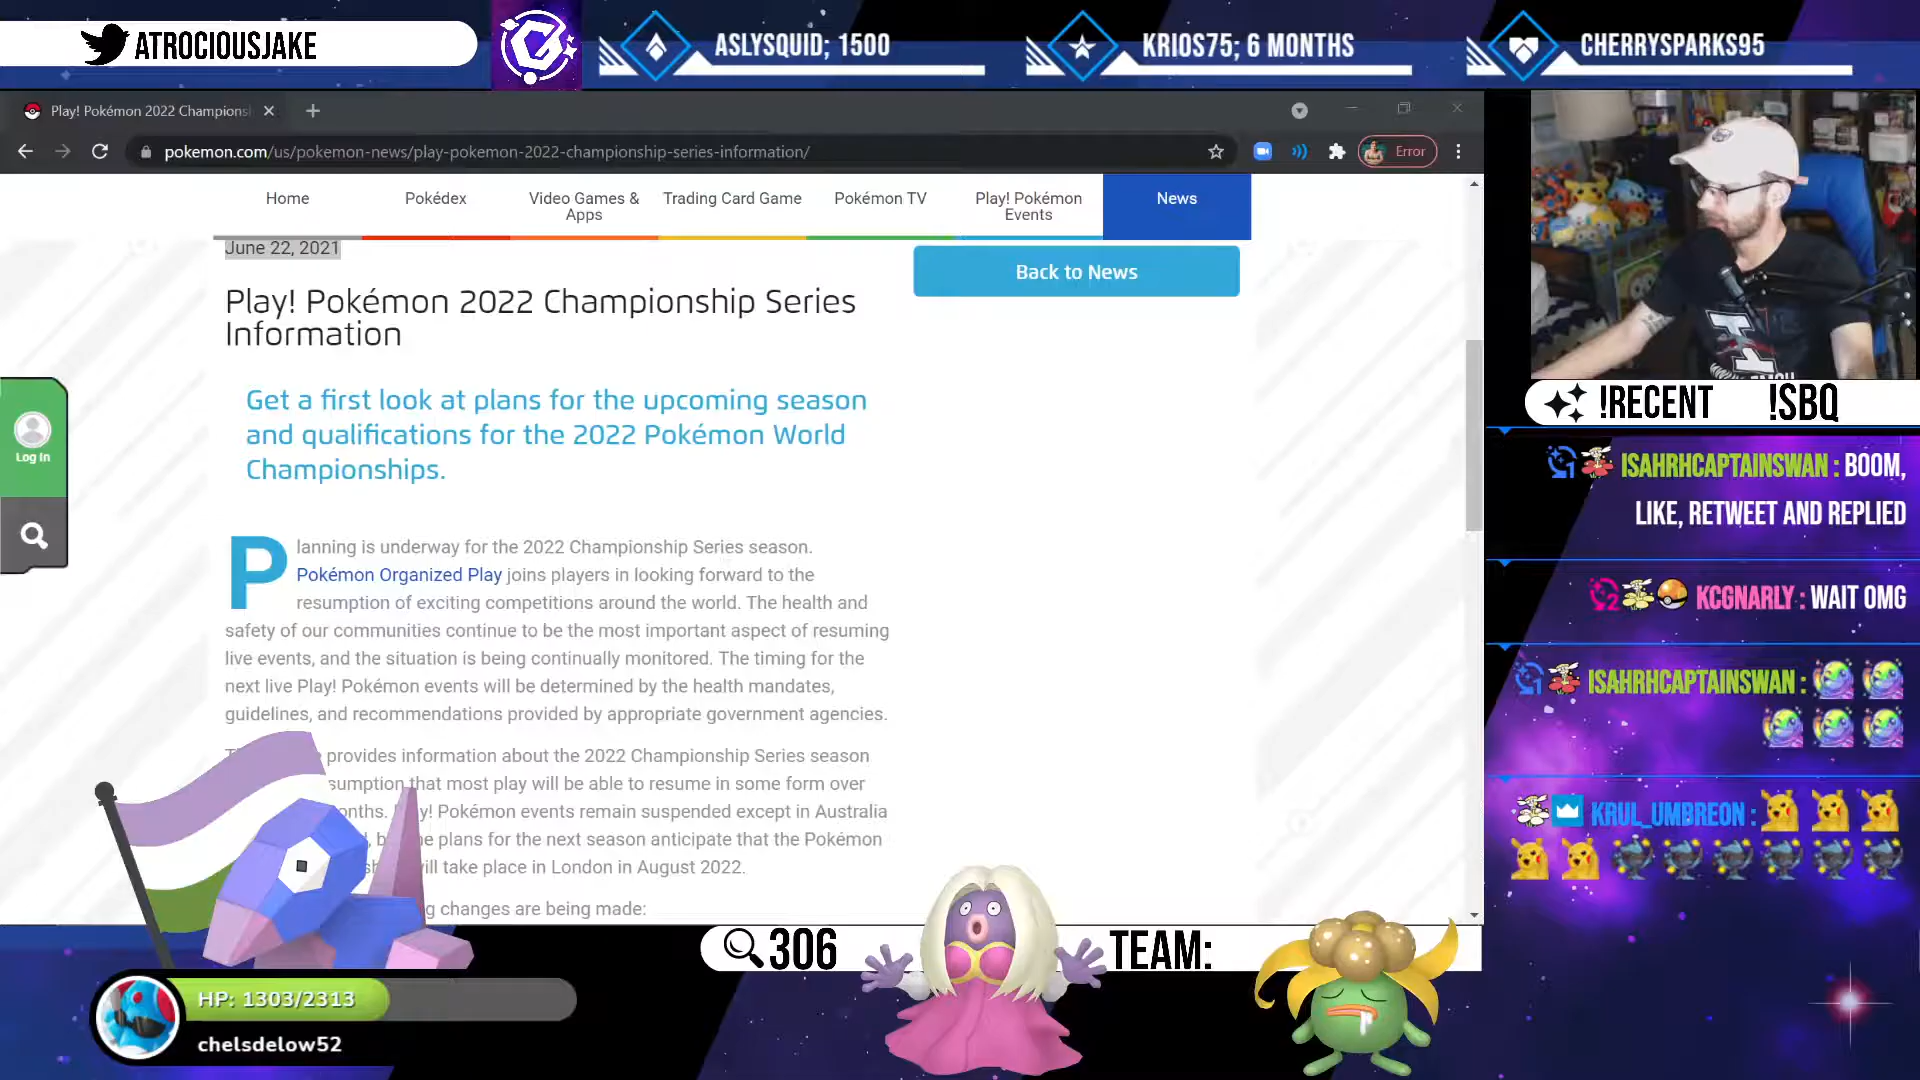 ATROCIOUSJAKE
ASLYSQUID; 1500
KRIOS75; 6 MONTHS
CHERRYSPARKS95
Play! Pokémon 2022 Champions
pokemon.com/us/pokemon-news/play-pokemon-2022-championship-series-information/
Error
Home
Pokédex
Video Games & Apps
Trading Card Game
Pokémon TV
Play! Pokémon Events
News
June 22, 2021
Back to News
Play! Pokémon 2022 Championship Series
Information
Get a first look at plans for the upcoming season
and qualifications for the 2022 Pokémon World
Championships.
Log In
Planning is underway for the 2022 Championship Series season.
Pokémon Organized Play joins players in looking forward to the
resumption of exciting competitions around the world. The health and
safety of our communities continue to be the most important aspect of resuming
live events, and the situation is being continually monitored. The timing for the
next live Play! Pokémon events will be determined by the health mandates,
guidelines, and recommendations provided by appropriate government agencies.
provides information about the 2022 Championship Series season
that most play will be able to resume in some form over
Pokémon events remain suspended except in Australia
plans for the next season anticipate that the Pokémon
will take place in London in August 2022.
changes are being made:
!RECENT !SBQ
ISAHRHCAPTAINSWAN : BOOM,
LIKE, RETWEET AND REPLIED
KCGNARLY : WAIT OMG
ISAHRHCAPTAINSWAN :
KRUL_UMBREON :
306
TEAM:
HP: 1303/2313
chelsdelow52